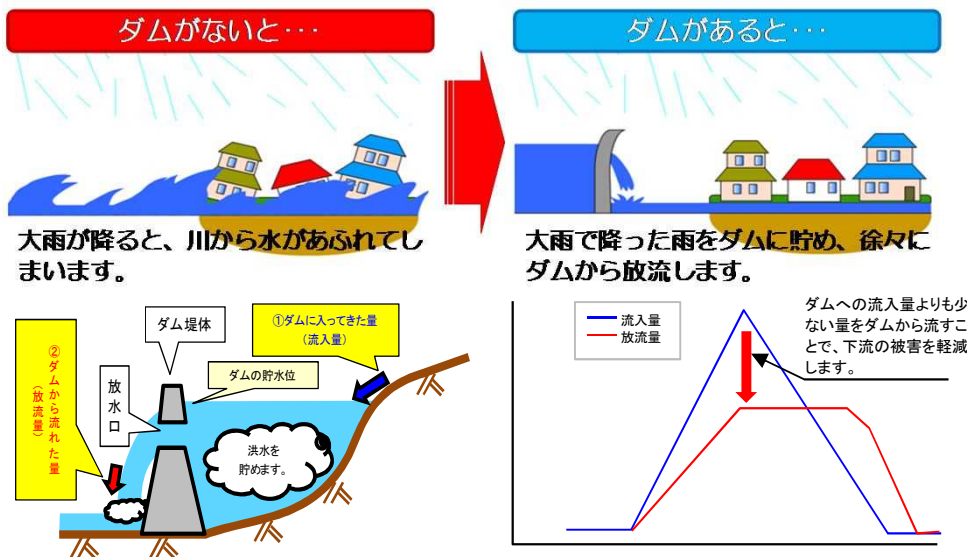 ダムがないと･･･
ダムがあると･･･
大雨が降ると、川から水があふれてし
まいます。
大雨で降った雨をダムに貯め、徐々に
ダムから放流します。
②ダムから流れた量
（放流量）
放水口
ダム堤体
①ダムに入ってきた量
（流入量）
ダムの貯水位
洪水を
貯めます。
流入量
放流量
ダムへの流入量よりも少
ない量をダムから流すこ
とで、下流の被害を軽減
します。